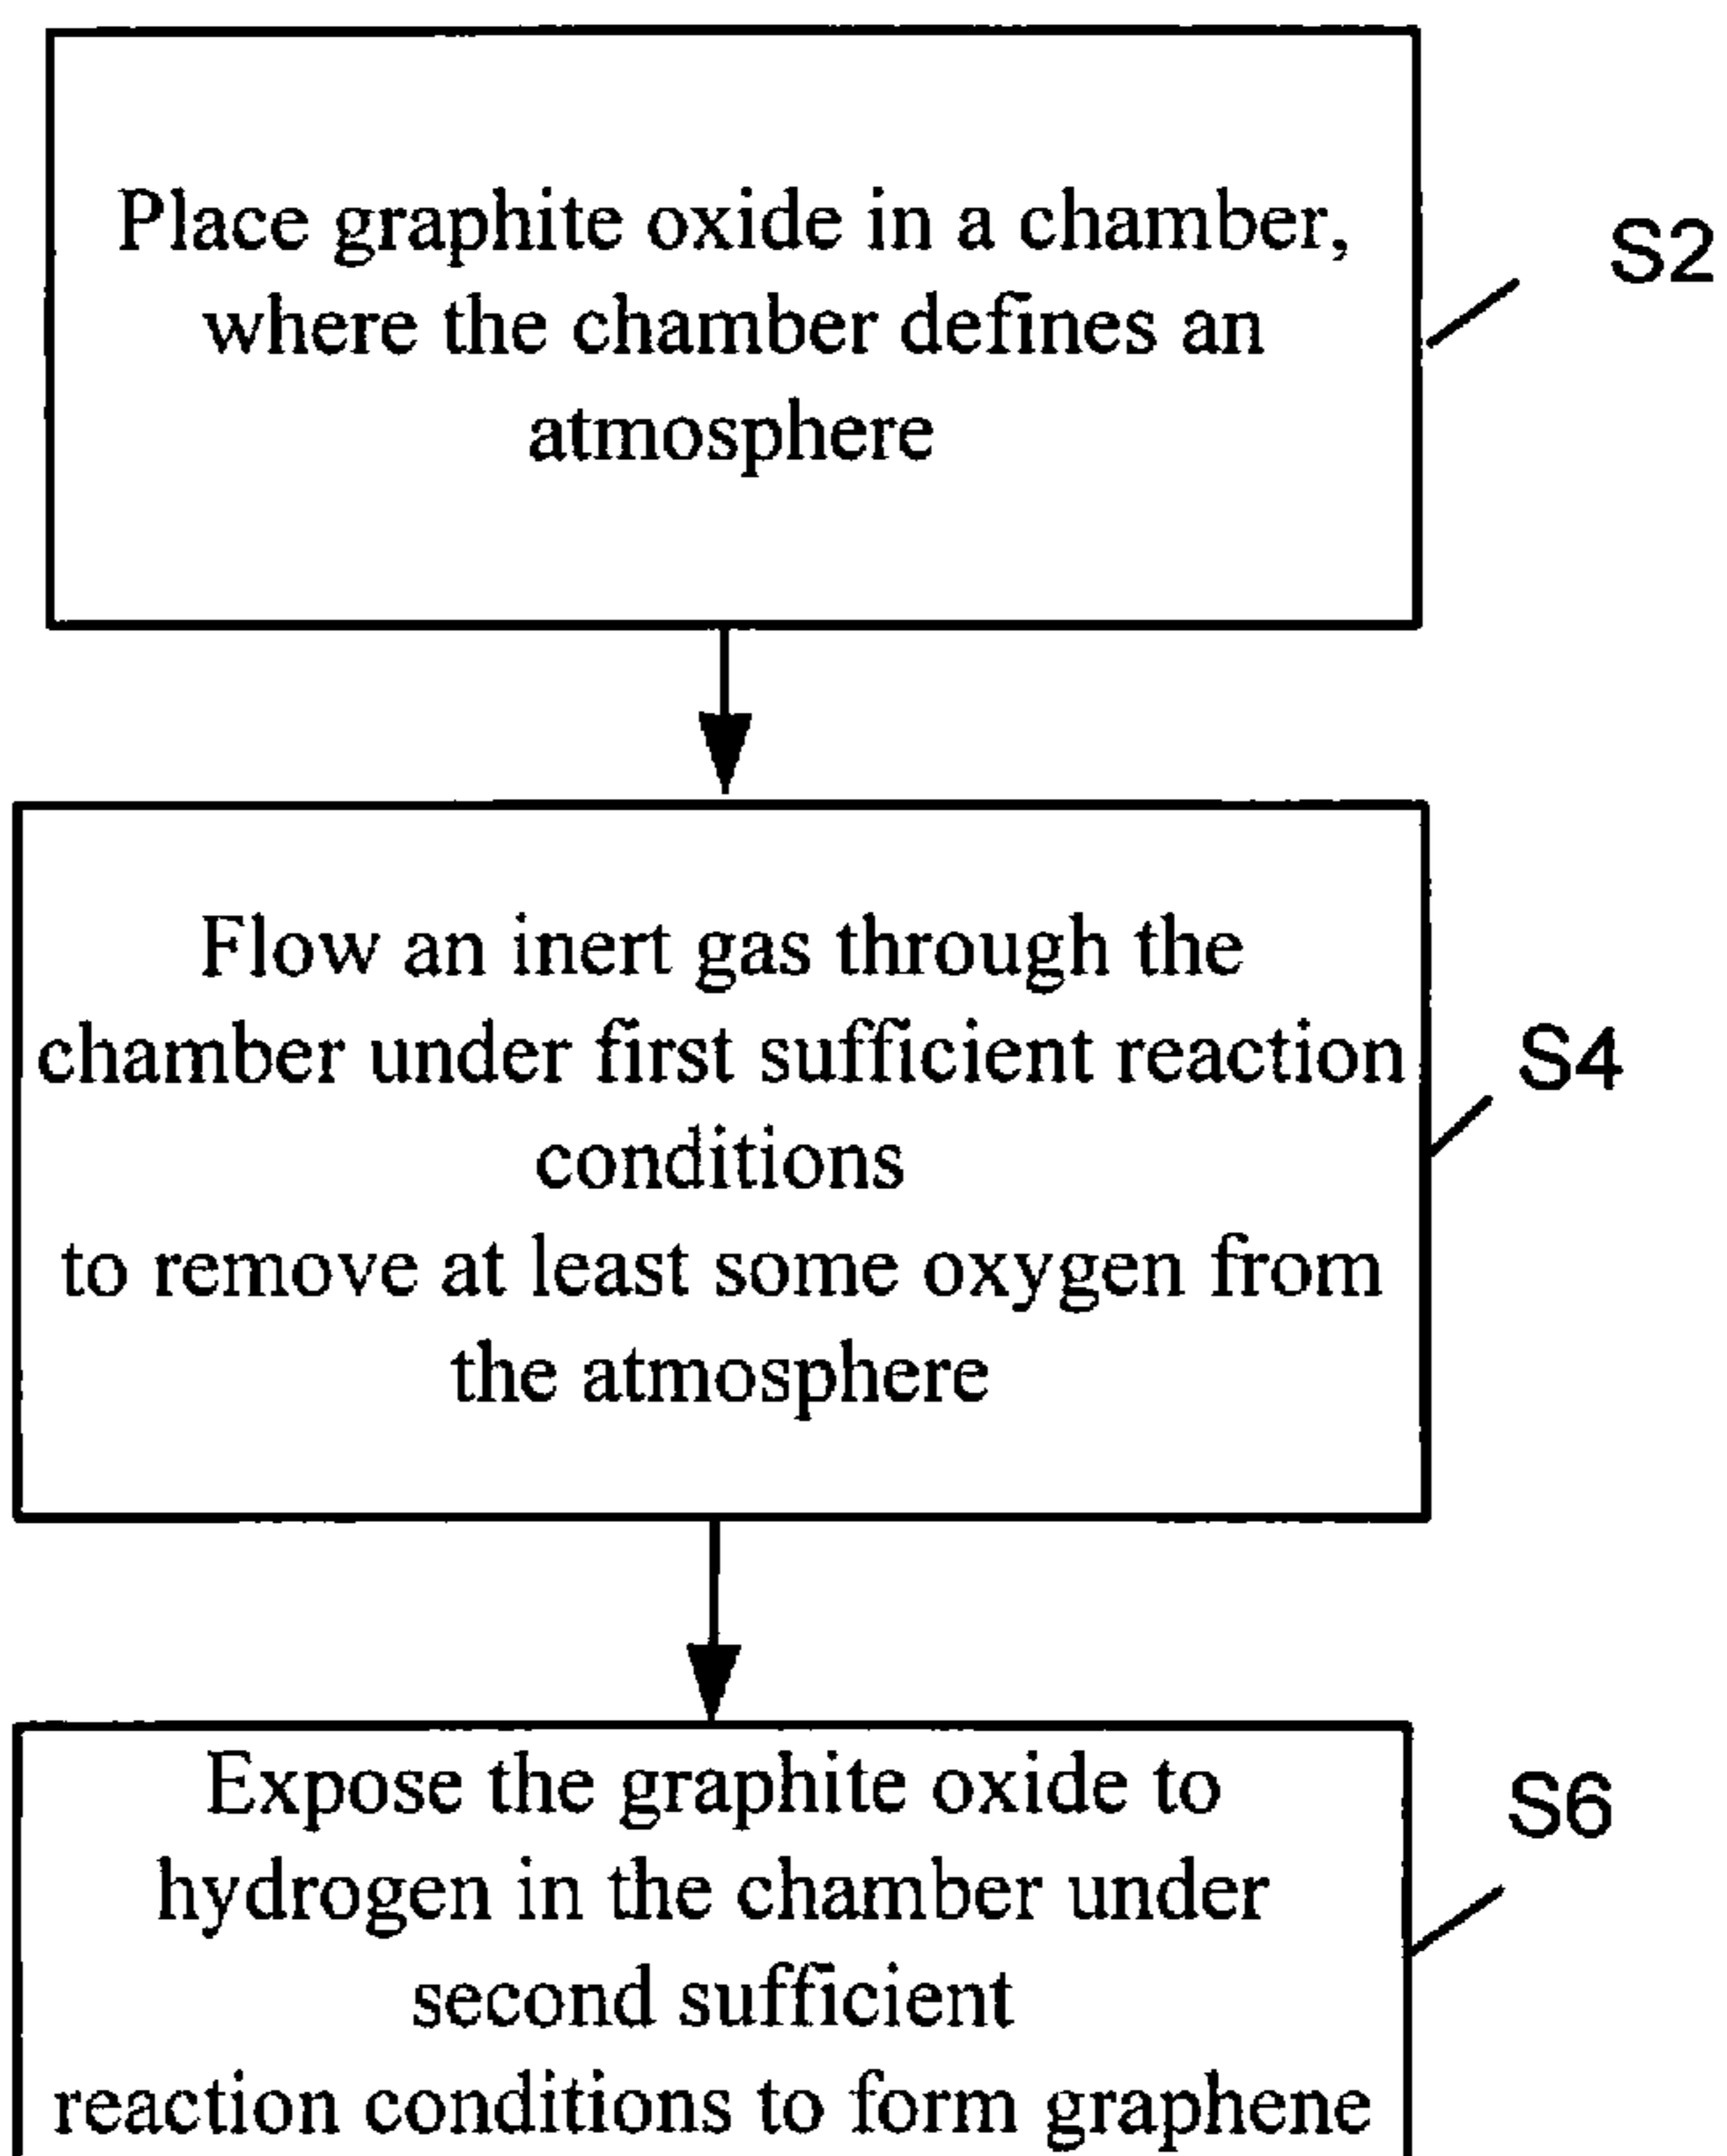 Place graphite oxide in a chamber,
where the chamber defines an
atmosphere
S2
Flow an inert gas through the
chamber under first sufficient reaction
conditions
to remove at least some oxygen from
the atmosphere
S4
Expose the graphite oxide to
hydrogen in the chamber under
second sufficient
reaction conditions to form graphene
S6